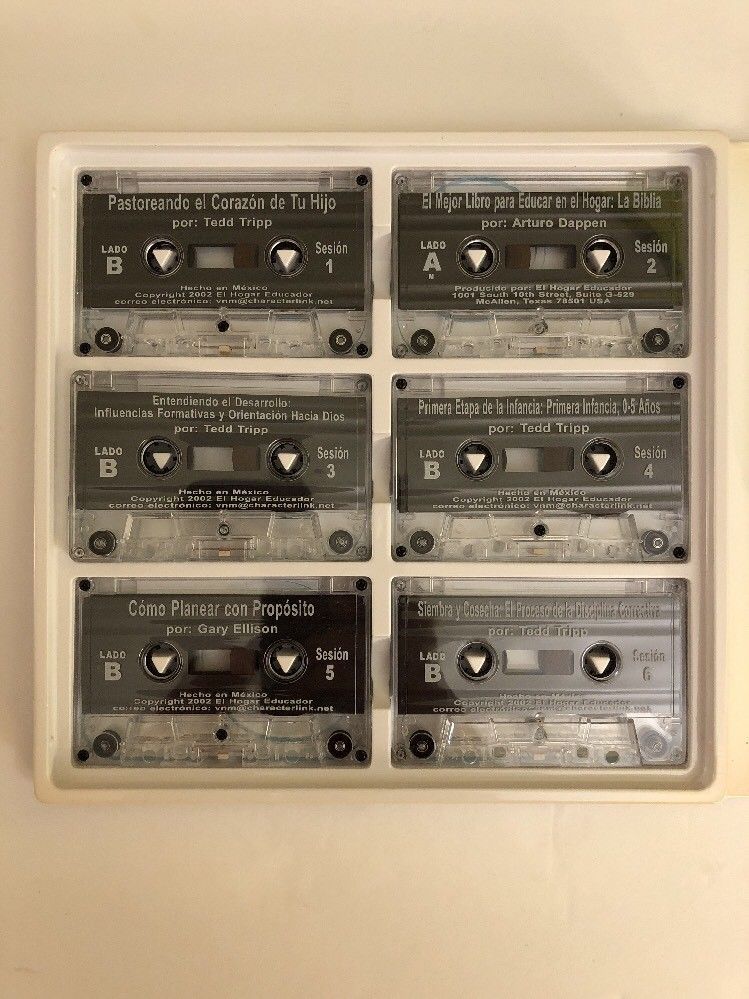 Pastoreando el Corazón de Tu Hijo
por: Tedd Tripp
LADO
B
Sesión
1
Hecho en México
Copyright 2002 El Hogar Educador
correo electrónico: vnm@characterlink.net
El Mejor Libro para Educar en el Hogar: La Biblia
por: Arturo Dappen
LADO
A
N
Sesión
2
Producido por: El Hogar Educador
1001 South 10th Street, Suite G-529
McAllen, Texas 78501 USA
Entendiendo el Desarrollo:
Influencias Formativas y Orientación Hacia Dios
por: Tedd Tripp
LADO
B
Sesión
3
Hecho en México
Copyright 2002 El Hogar Educador
correo electrónico: vnm@characterlink.net
Primera Etapa de la Infancia: Primera Infancia, 0-5 Años
por: Tedd Tripp
LADO
B
Sesión
4
Hecho en México
Copyright 2002 El Hogar Educador
correo electrónico: vnm@characterlink.net
Cómo Planear con Propósito
por: Gary Ellison
LADO
B
Sesión
5
Hecho en México
Copyright 2002 El Hogar Educador
correo electrónico: vnm@characterlink.net
Siembra y Cosecha: El Proceso de la Disciplina Correctiva
por: Tedd Tripp
LADO
B
Sesión
6
Hecho en México
Copyright 2002 El Hogar Educador
correo electrónico: vnm@characterlink.net